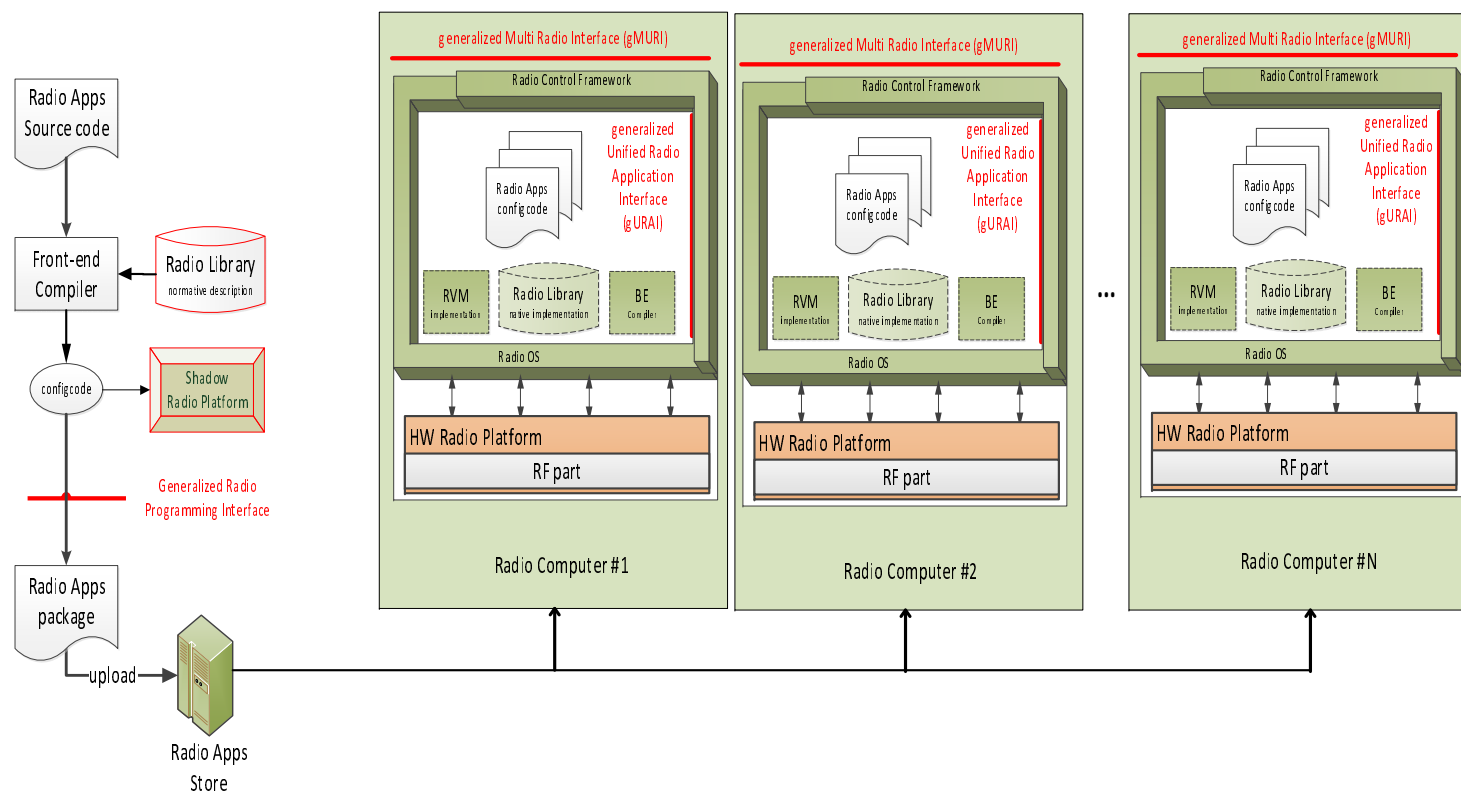 Radio Apps
Source code
Front-end
Compiler
Radio Library
normative description
configcode
Shadow
Radio Platform
Generalized Radio
Programming Interface
Radio Apps
package
upload
Radio Apps
Store
generalized Multi Radio Interface (gMURI)
Radio Control Framework
generalized
Unified Radio
Application
Interface
(gURAI)
Radio Apps
configcode
RVM
implementation
Radio Library
native implementation
BE
Compiler
Radio OS
HW Radio Platform
RF part
Radio Computer #1
generalized Multi Radio Interface (gMURI)
Radio Control Framework
generalized
Unified Radio
Application
Interface
(gURAI)
Radio Apps
configcode
RVM
implementation
Radio Library
native implementation
BE
Compiler
Radio OS
HW Radio Platform
RF part
Radio Computer #2
...
generalized Multi Radio Interface (gMURI)
Radio Control Framework
generalized
Unified Radio
Application
Interface
(gURAI)
Radio Apps
configcode
RVM
implementation
Radio Library
native implementation
BE
Compiler
Radio OS
HW Radio Platform
RF part
Radio Computer #N